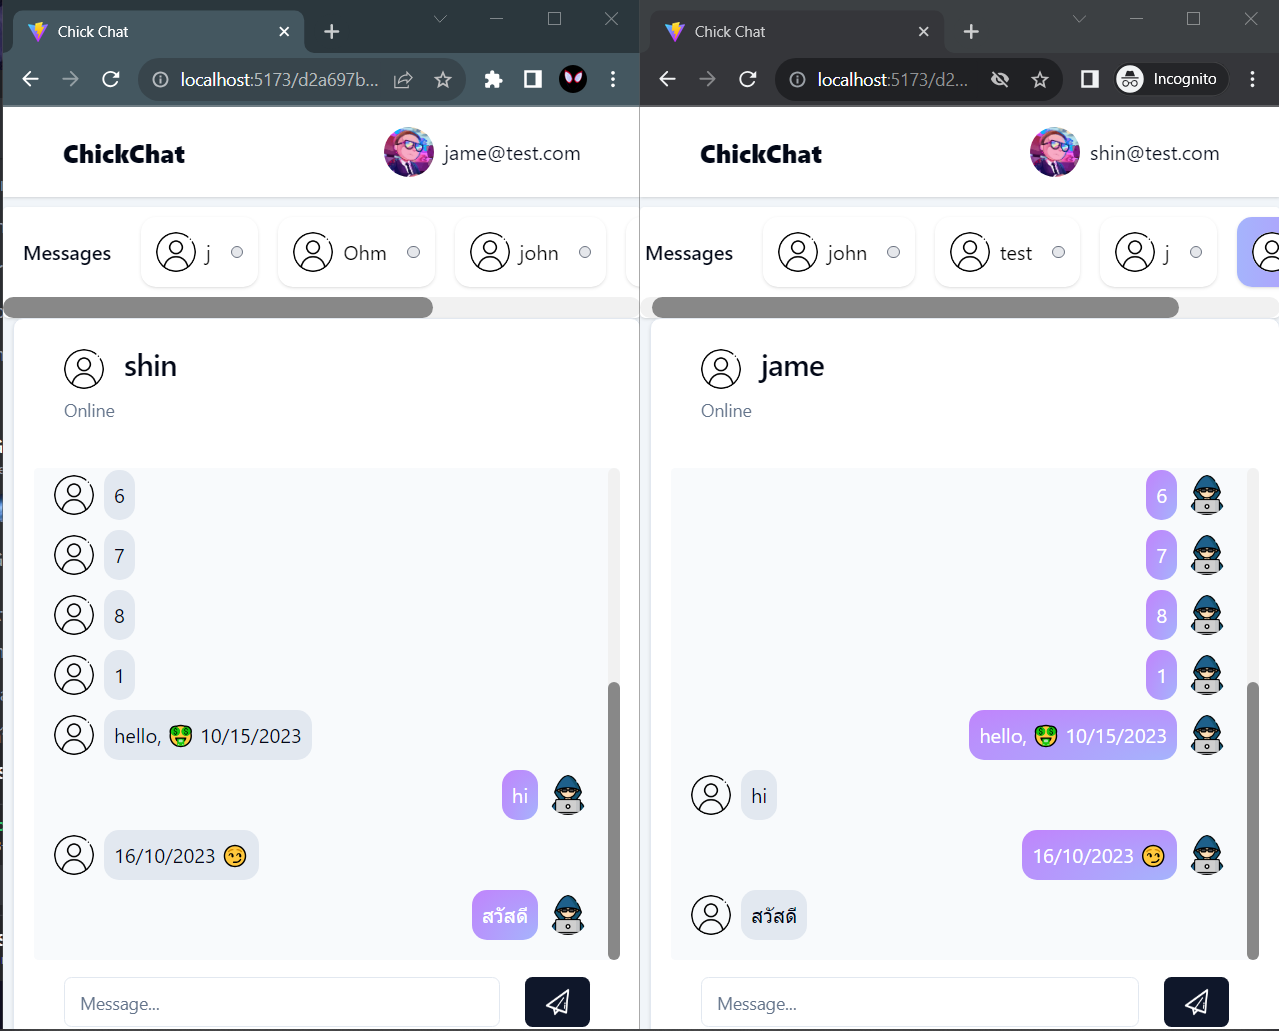 Chick Chat
localhost:5173/d2a697b...
ChickChat
jame@test.com
Messages
j
Ohm
john
shin
Online
6
7
8
1
hello, 🤑 10/15/2023
hi
16/10/2023 😏
สวัสดี
Message...
Chick Chat
localhost:5173/d2...
Incognito
ChickChat
shin@test.com
Messages
john
test
j
jame
Online
6
7
8
1
hello, 🤑 10/15/2023
hi
16/10/2023 😏
สวัสดี
Message...